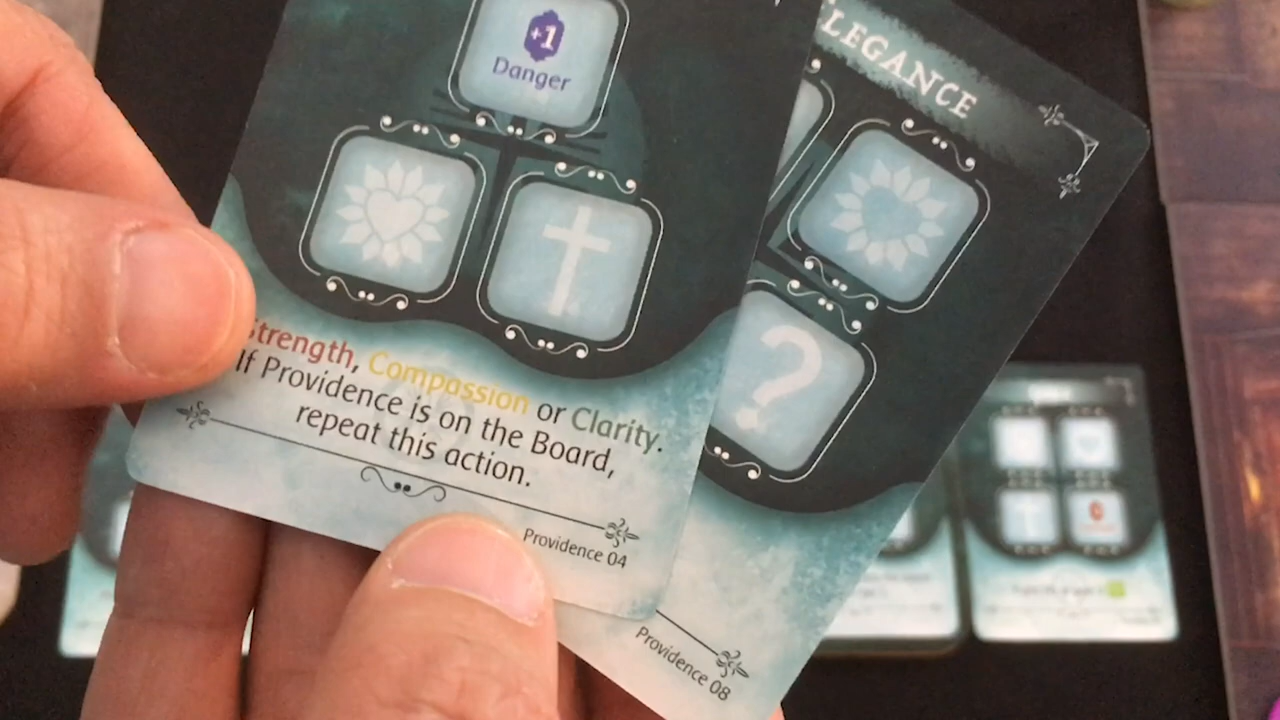 +1
Danger
Strength, Compassion or Clarity.
If Providence is on the Board,
repeat this action.
Providence 04
ELEGANCE
?
Providence 08